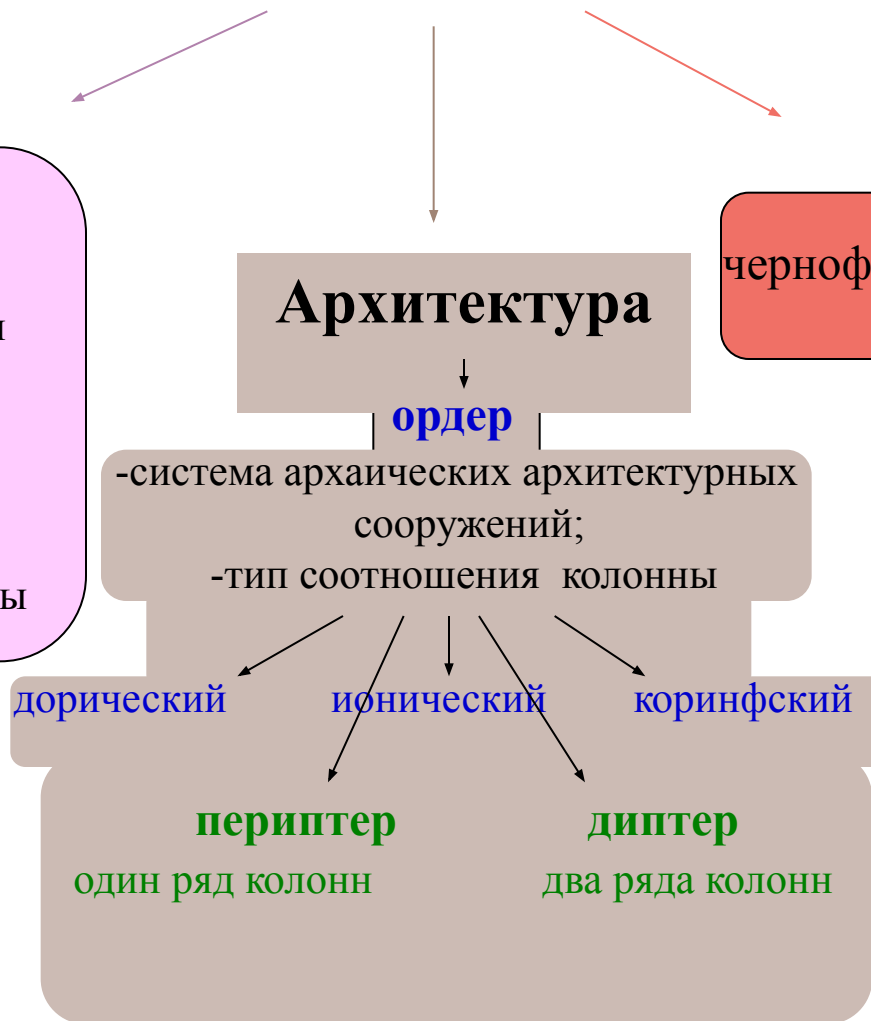 Архитектура
ордер
-система архаических архитектурных
сооружений;
-тип соотношения колонны
дорический ионический коринфский
периптер диптер
один ряд колонн два ряда колонн